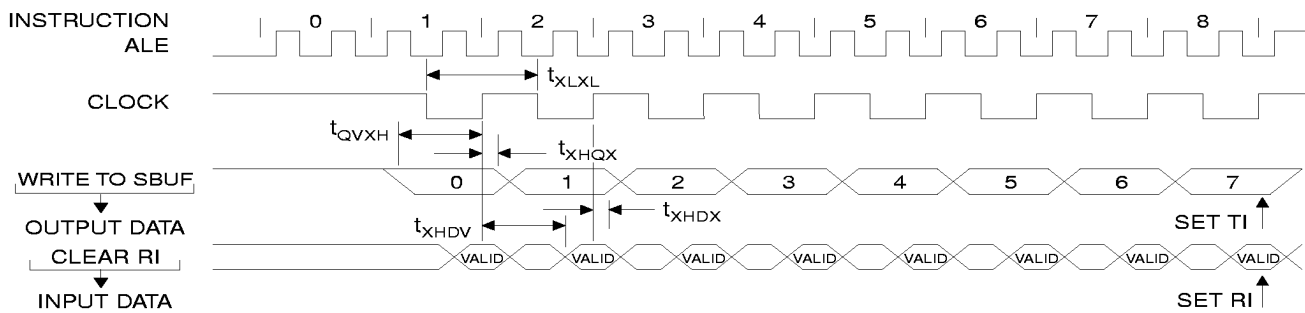 INSTRUCTION 0 1 2 3 4 5 6 7 8
ALE
tXLXL
CLOCK
tQVXH
tXHQX
WRITE TO SBUF
0 1 2 3 4 5 6 7
OUTPUT DATA
tXHDV
tXHDX
SET TI
CLEAR RI
VALID VALID VALID VALID VALID VALID VALID VALID
INPUT DATA
SET RI